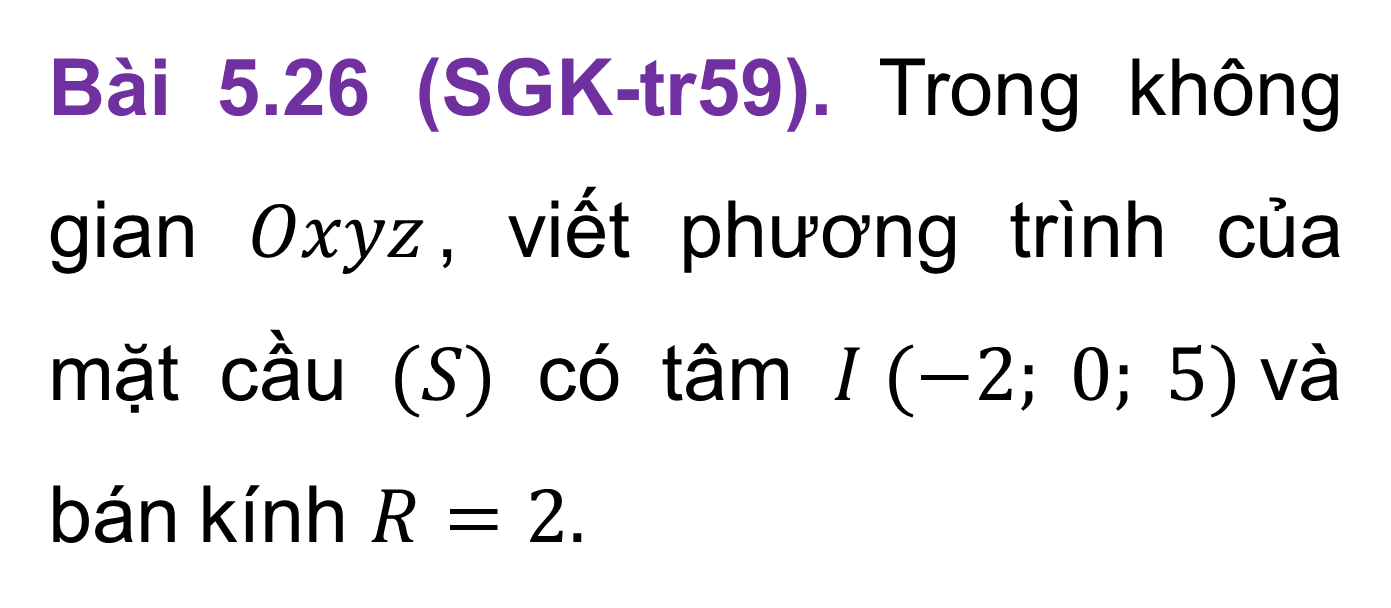 Bài 5.26 (SGK-tr59). Trong không
gian Oxyz, viết phương trình của
mặt cầu (S) có tâm I (−2; 0; 5) và
bán kính R = 2.